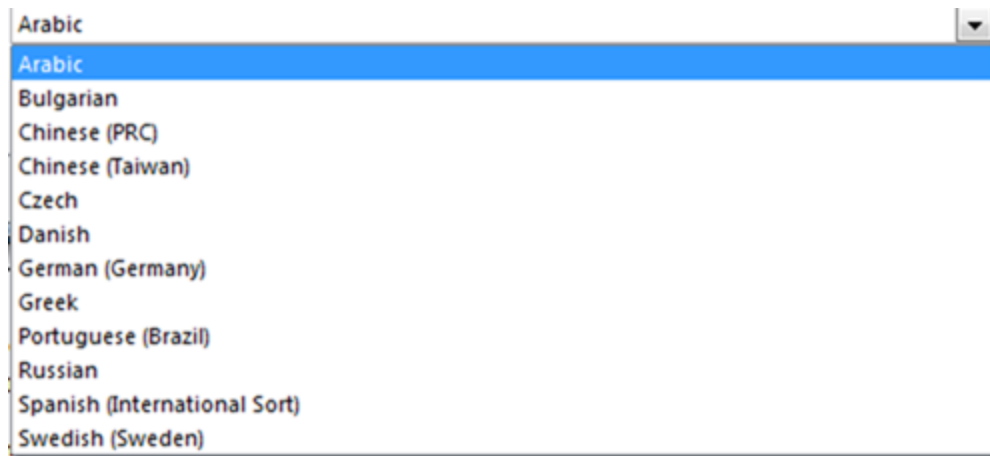 Arabic
Arabic
Bulgarian
Chinese (PRC)
Chinese (Taiwan)
Czech
Danish
German (Germany)
Greek
Portuguese (Brazil)
Russian
Spanish (International Sort)
Swedish (Sweden)